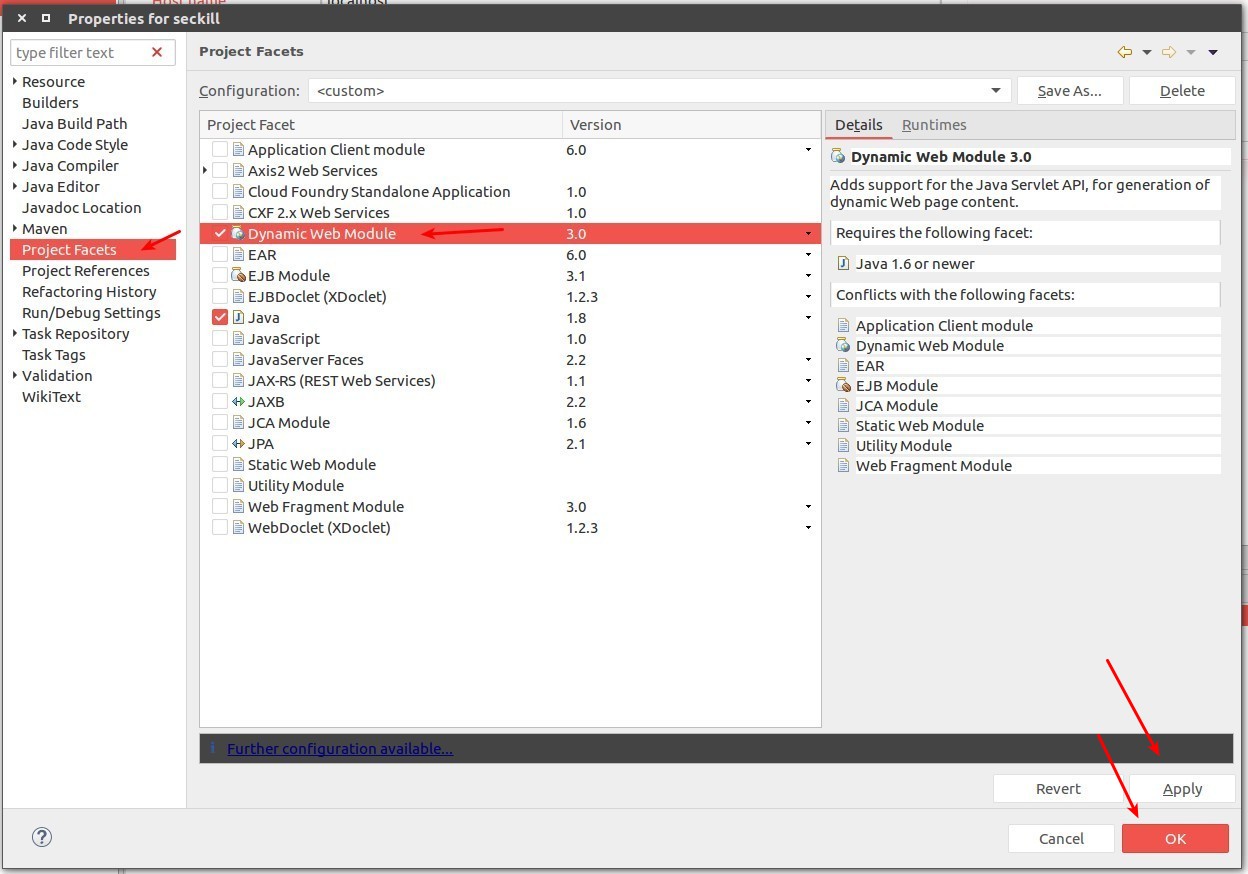 Host name
localhost
Properties for seckill
type filter text
Project Facets
Resource
Builders
Java Build Path
Java Code Style
Java Compiler
Java Editor
Javadoc Location
Maven
Project Facets
Project References
Refactoring History
Run/Debug Settings
Task Repository
Task Tags
Validation
WikiText
Configuration: <custom> Save As... Delete
Project Facet Version
Application Client module 6.0
Axis2 Web Services
Cloud Foundry Standalone Application 1.0
CXF 2.x Web Services 1.0
Dynamic Web Module 3.0
EAR 6.0
EJB Module 3.1
EJBDoclet (XDoclet) 1.2.3
Java 1.8
JavaScript 1.0
JavaServer Faces 2.2
JAX-RS (REST Web Services) 1.1
JAXB 2.2
JCA Module 1.6
JPA 2.1
Static Web Module
Utility Module
Web Fragment Module 3.0
WebDoclet (XDoclet) 1.2.3
Details Runtimes
Dynamic Web Module 3.0
Adds support for the Java Servlet API, for generation of
dynamic Web page content.
Requires the following facet:
Java 1.6 or newer
Conflicts with the following facets:
Application Client module
Dynamic Web Module
EAR
EJB Module
JCA Module
Static Web Module
Utility Module
Web Fragment Module
Further configuration available...
Revert Apply
Cancel OK